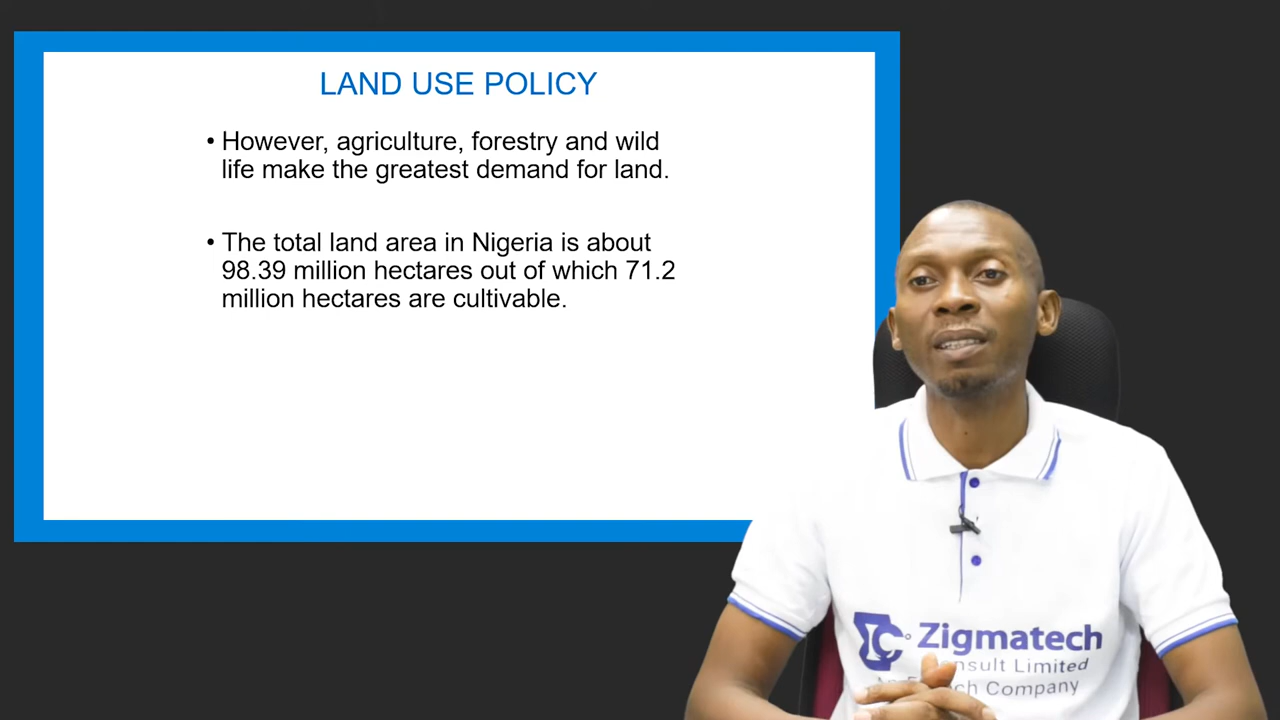 LAND USE POLICY
• However, agriculture, forestry and wild
life make the greatest demand for land.
• The total land area in Nigeria is about
98.39 million hectares out of which 71.2
million hectares are cultivable.
Zigmatech
Limited
Company